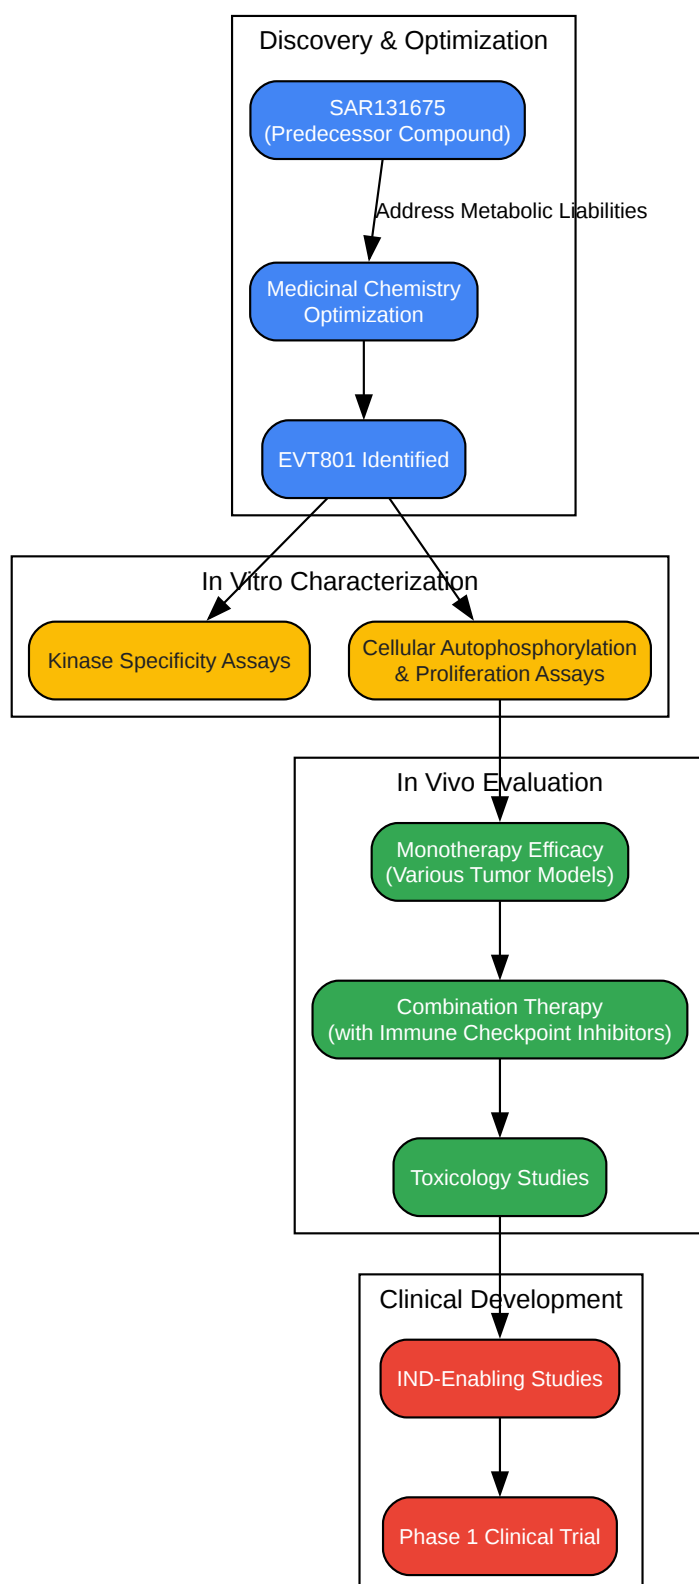 Discovery & Optimization
SAR131675
(Predecessor Compound)
Address Metabolic Liabilities
Medicinal Chemistry
Optimization
EVT801 Identified
In Vitro Characterization
Kinase Specificity Assays
Cellular Autophosphorylation
& Proliferation Assays
In Vivo Evaluation
Monotherapy Efficacy
(Various Tumor Models)
Combination Therapy
(with Immune Checkpoint Inhibitors)
Toxicology Studies
Clinical Development
IND-Enabling Studies
Phase 1 Clinical Trial